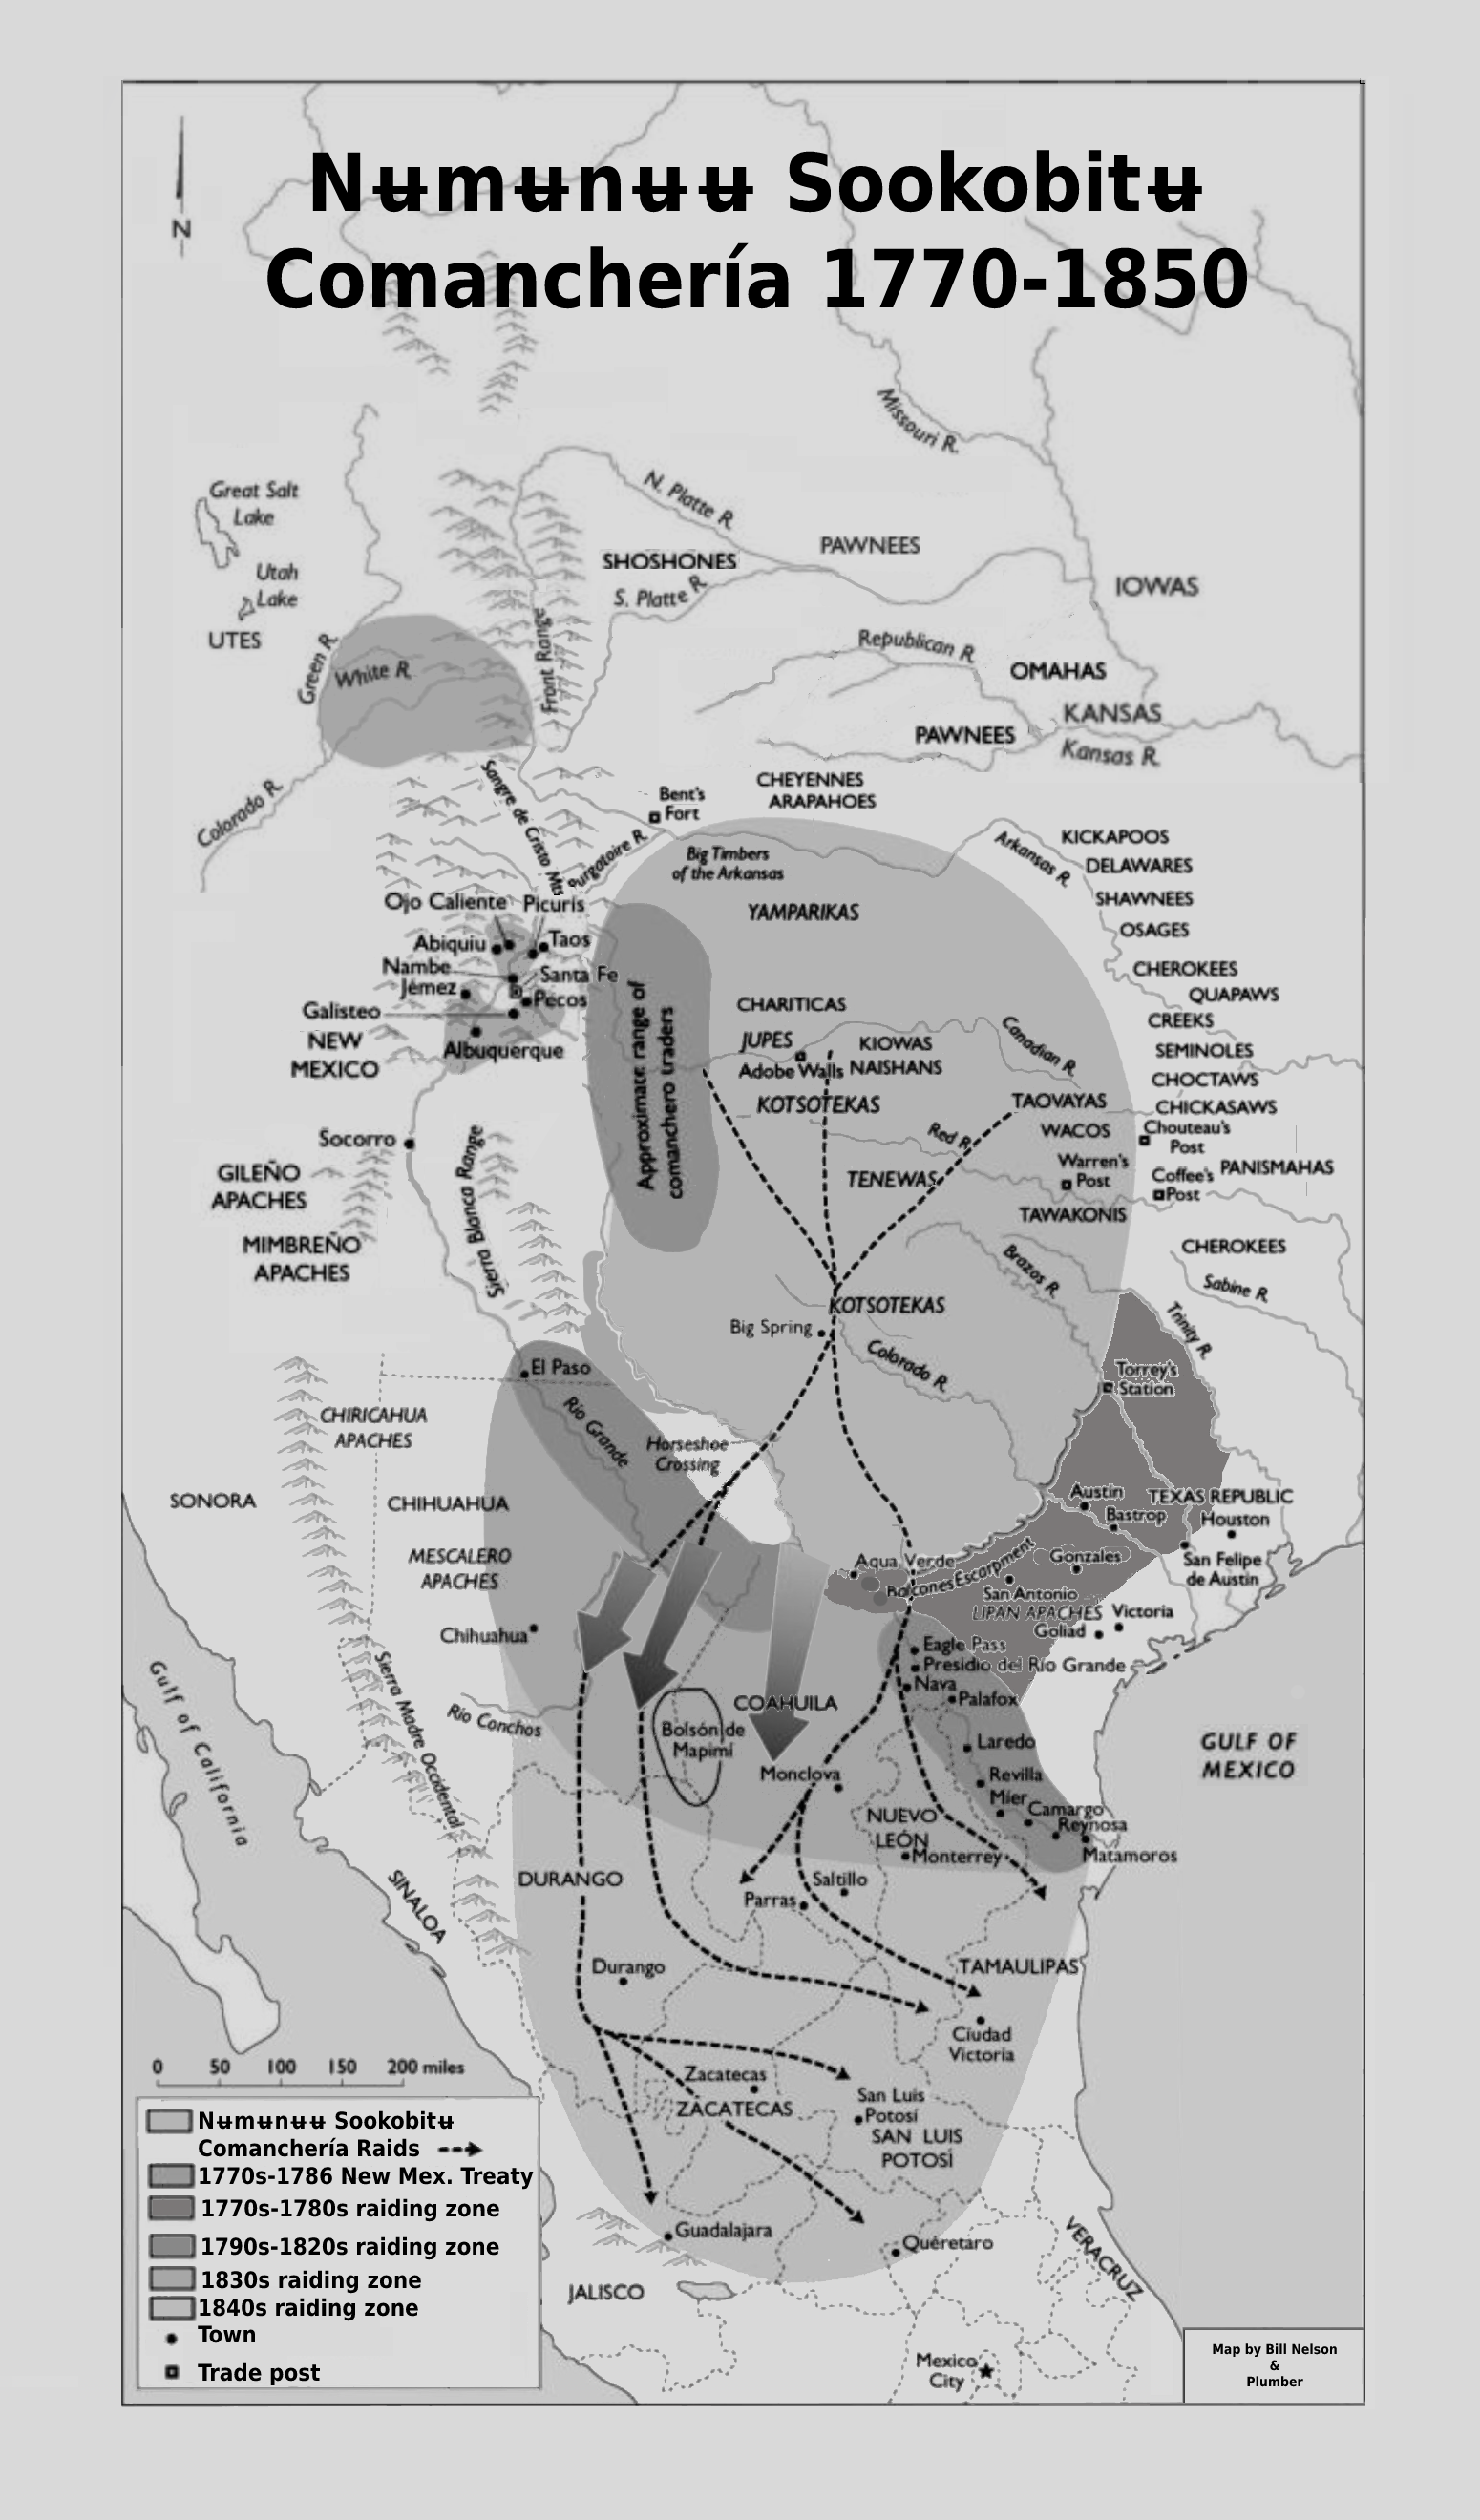 Nʉmʉnʉʉ Sookobitʉ
Comanchería 1770-1850
N
Missouri R.
Great Salt
Lake
N. Platte R.
Utah
Lake
SHOSHONES
PAWNEES
S. Platte R.
IOWAS
UTES
Green R.
White R.
Front Range
Republican R.
OMAHAS
KANSAS
PAWNEES
Kansas R.
Colorado R.
Sangre de Cristo Mts
Bent's
Fort
CHEYENNES
ARAPAHOES
Purgatoire R.
Big Timbers
of the Arkansas
Arkansas R.
KICKAPOOS
DELAWARES
SHAWNEES
OSAGES
CHEROKEES
QUAPAWS
CREEKS
SEMINOLES
CHOCTAWS
CHICKASAWS
Ojo Caliente
Picuris
Abiquiu
Taos
Nambe
Santa Fe
Jémez
Pecos
Galisteo
NEW
MEXICO
Albuquerque
Approximate range of
comanchero traders
YAMPARIKAS
CHARITICAS
JUPES
KIOWAS
Adobe Walls
NAISHANS
Canadian R.
KOTSOTEKAS
TAOVAYAS
Red R.
WACOS
Chouteau's
Post
Warren's
Post
Coffee's
Post
PANISMAHAS
TENEWAS
TAWAKONIS
Socorro
GILEÑO
APACHES
Sierra Blanca Range
MIMBREÑO
APACHES
CHEROKEES
Brazos R.
Sabine R.
KOTSOTEKAS
Big Spring
Trinity R.
Colorado R.
El Paso
Torrey's
Station
Rio Grande
CHIRICAHUA
APACHES
Horseshoe
Crossing
SONORA
CHIHUAHUA
Austin
TEXAS REPUBLIC
Bastrop
Houston
MESCALERO
APACHES
Aqua Verde
Balcones Escarpment
Gonzales
San Felipe
de Austin
San Antonio
LIPAN APACHES
Victoria
Goliad
Chihuahua
Eagle Pass
Presidio del Rio Grande
Nava
Palafox
Gulf of California
Sierra Madre Occidental
Rio Conchos
COAHUILA
Bolsón de
Mapimí
Laredo
GULF OF
MEXICO
Monclova
Revilla
Mier
Camargo
Reynosa
Matamoros
NUEVO
LEÓN
Monterrey
SINALOA
DURANGO
Saltillo
Parras
Durango
TAMAULIPAS
Ciudad
Victoria
Zacatecas
ZACATECAS
San Luis
Potosí
SAN LUIS
POTOSÍ
Guadalajara
Quéretaro
VERACRUZ
JALISCO
Mexico
City
0 50 100 150 200 miles
Nʉmʉnʉʉ Sookobitʉ
Comanchería Raids
1770s-1786 New Mex. Treaty
1770s-1780s raiding zone
1790s-1820s raiding zone
1830s raiding zone
1840s raiding zone
Town
Trade post
Map by Bill Nelson
&
Plumber